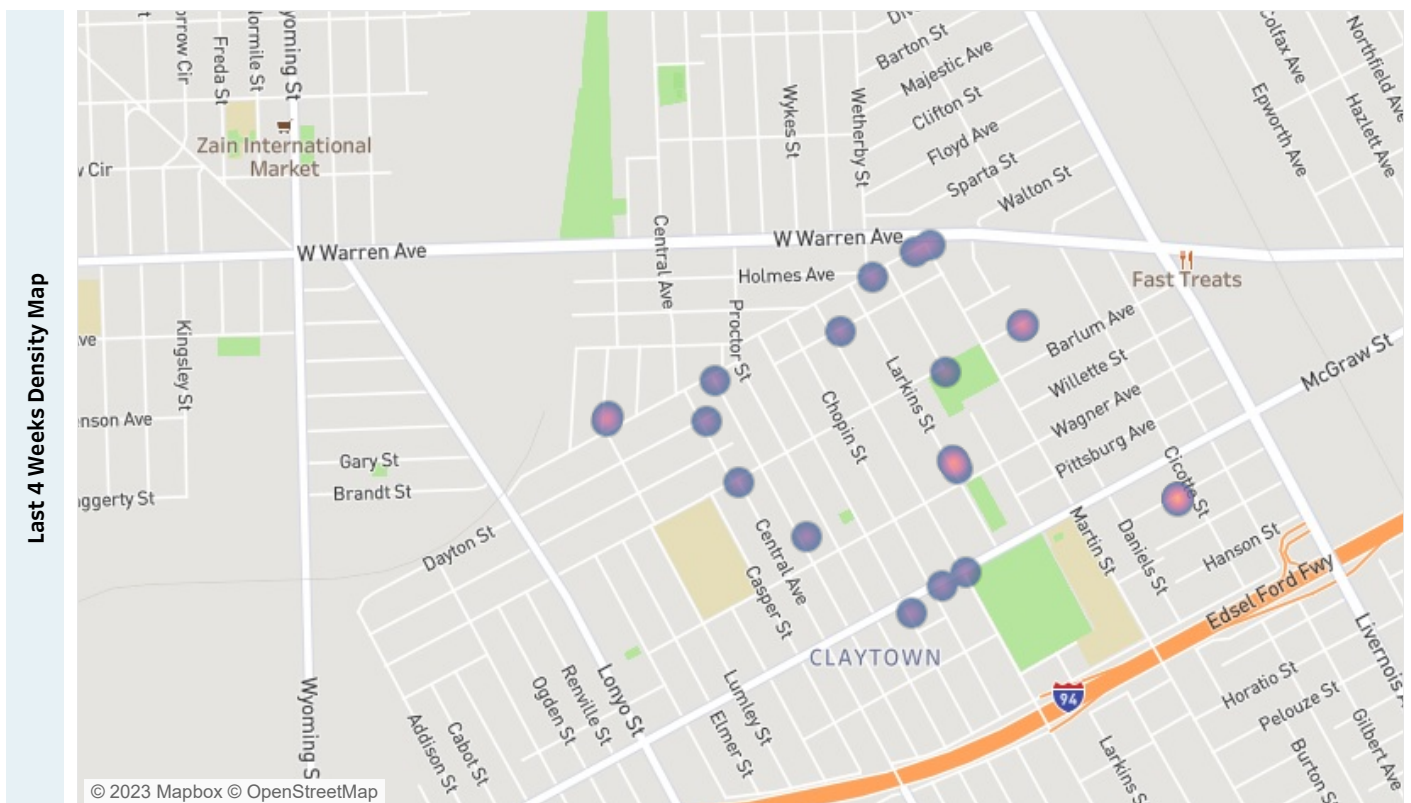 Last 4 Weeks Density Map
Freda St
Zain International
Market
W Warren Ave
W Warren Ave
Wykes St
Wetherby St
Barton St
Majestic Ave
Clifton St
Floyd Ave
Sparta St
Walton St
Colfax Ave
Northfield Ave
Epworth Ave
Hazlett Ave
Fast Treats
Holmes Ave
Central Ave
Proctor St
Kingsley St
Larkins St
Chopin St
Barlum Ave
Willette St
Wagner Ave
Pittsburg Ave
McGraw St
Gary St
Brandt St
Dayton St
Central Ave
Casper St
Cicotte St
Martin St
Daniels St
Hanson St
Edsel Ford Fwy
CLAYTOWN
94
Wyoming S
Lonyo St
Renville St
Ogden St
Cabot St
Addison St
Lumley St
Elmer St
Horatio St
Pelouze St
Gilbert Ave
Burton S
Larkins S
Livernois A
© 2023 Mapbox © OpenStreetMap